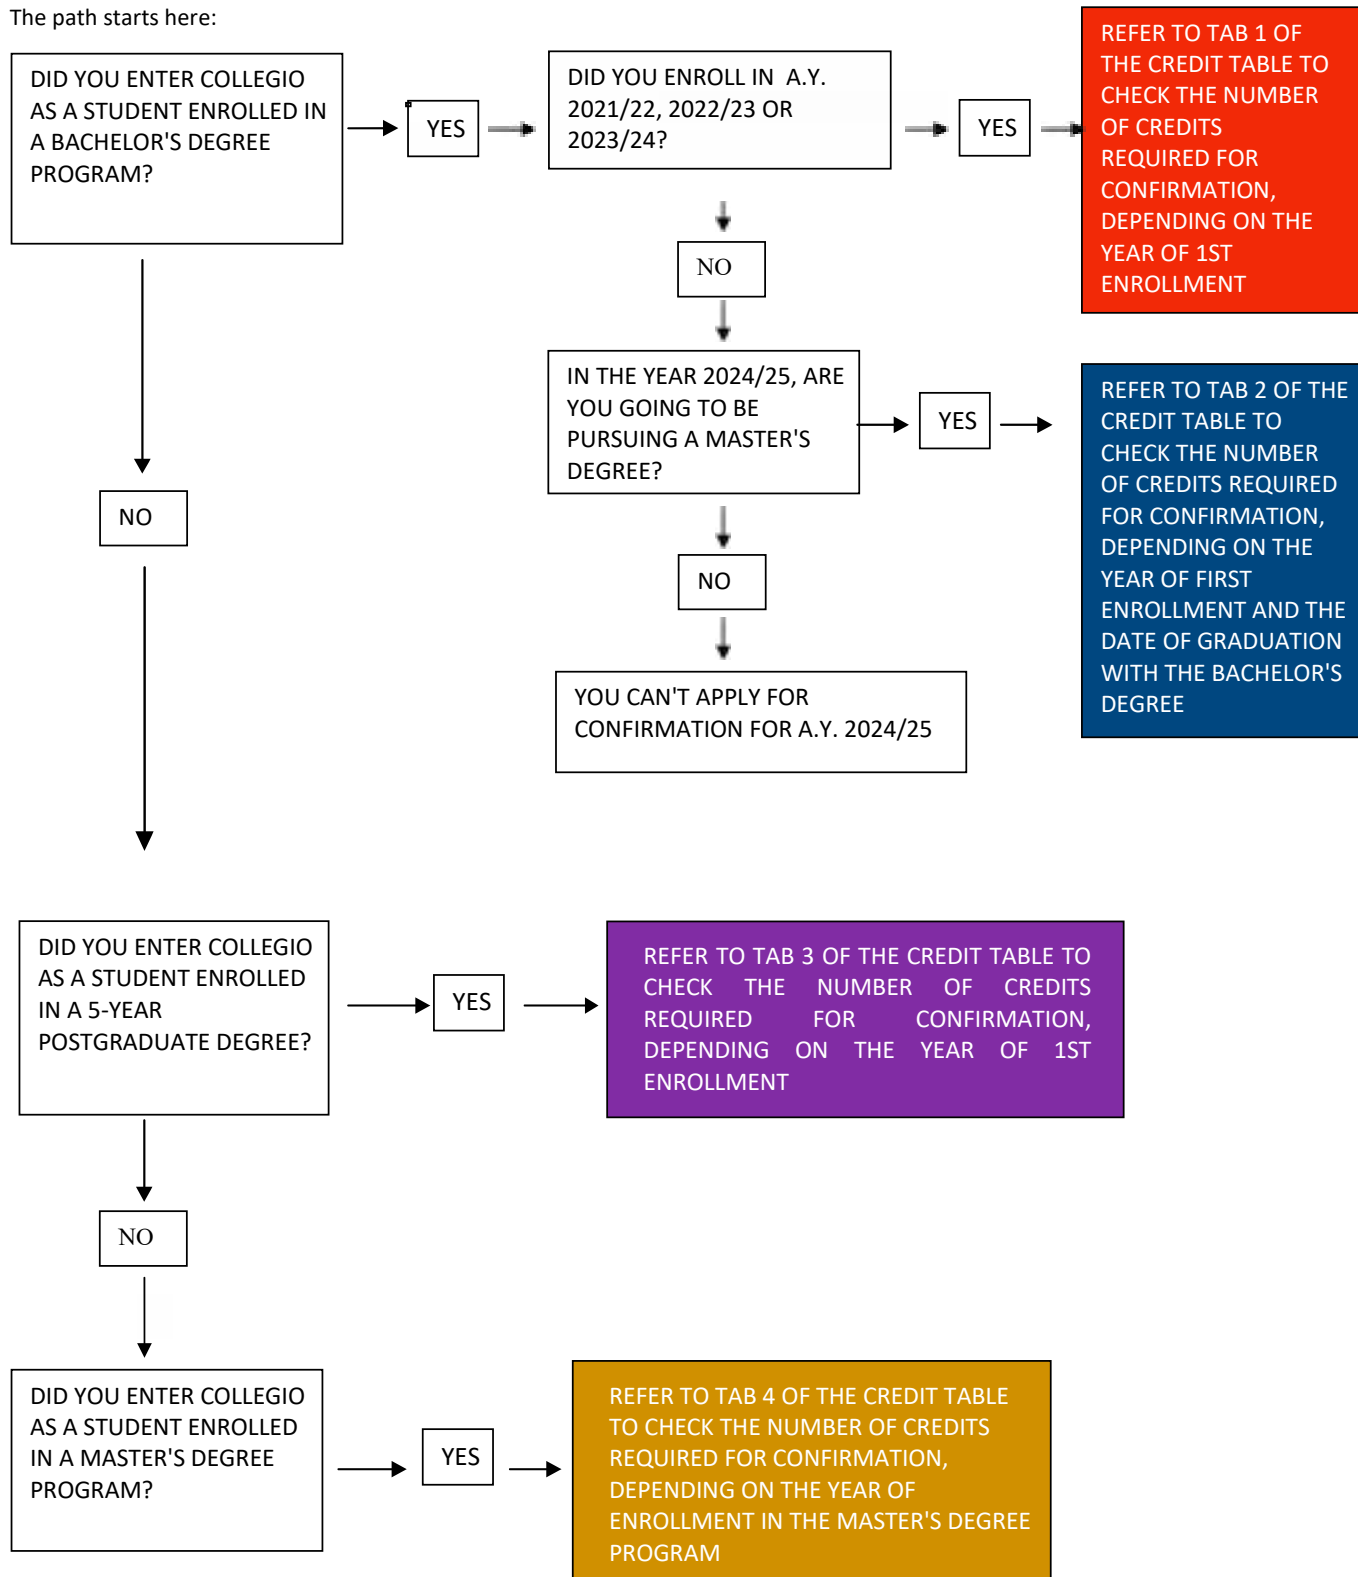 The path starts here:
DID YOU ENTER COLLEGIO
AS A STUDENT ENROLLED IN
A BACHELOR'S DEGREE
PROGRAM?
YES
DID YOU ENROLL IN  A.Y.
2021/22, 2022/23 OR
2023/24?
YES
REFER TO TAB 1 OF
THE CREDIT TABLE TO
CHECK THE NUMBER
OF CREDITS
REQUIRED FOR
CONFIRMATION,
DEPENDING ON THE
YEAR OF 1ST
ENROLLMENT
NO
IN THE YEAR 2024/25, ARE
YOU GOING TO BE
PURSUING A MASTER'S
DEGREE?
YES
REFER TO TAB 2 OF THE
CREDIT TABLE TO
CHECK THE NUMBER
OF CREDITS REQUIRED
FOR CONFIRMATION,
DEPENDING ON THE
YEAR OF FIRST
ENROLLMENT AND THE
DATE OF GRADUATION
WITH THE BACHELOR'S
DEGREE
NO
NO
YOU CAN'T APPLY FOR
CONFIRMATION FOR A.Y. 2024/25
DID YOU ENTER COLLEGIO
AS A STUDENT ENROLLED
IN A 5-YEAR
POSTGRADUATE DEGREE?
YES
REFER TO TAB 3 OF THE CREDIT TABLE TO
CHECK THE NUMBER OF CREDITS
REQUIRED FOR CONFIRMATION,
DEPENDING ON THE YEAR OF 1ST
ENROLLMENT
NO
DID YOU ENTER COLLEGIO
AS A STUDENT ENROLLED
IN A MASTER'S DEGREE
PROGRAM?
YES
REFER TO TAB 4 OF THE CREDIT TABLE
TO CHECK THE NUMBER OF CREDITS
REQUIRED FOR CONFIRMATION,
DEPENDING ON THE YEAR OF
ENROLLMENT IN THE MASTER'S DEGREE
PROGRAM